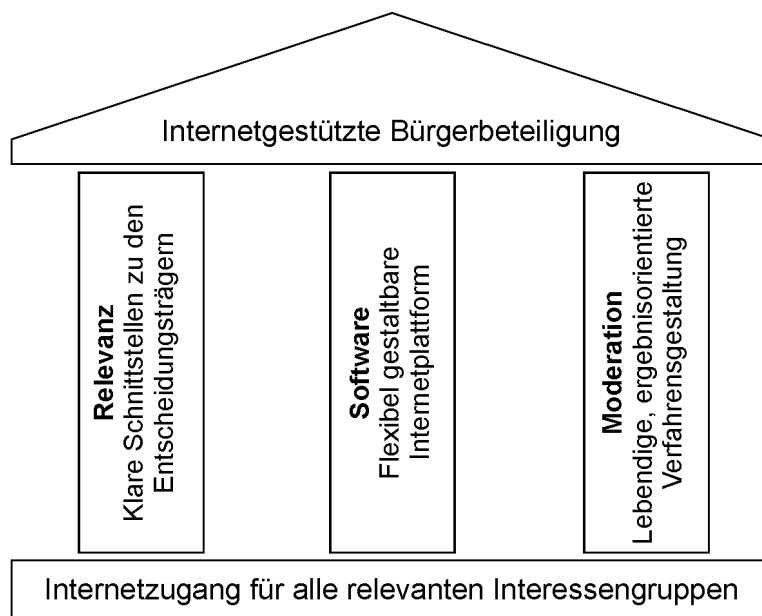 Internetgestützte Bürgerbeteiligung
Relevanz
Klare Schnittstellen zu den
Entscheidungsträgern
Software
Flexibel gestaltbare
Internetplattform
Moderation
Lebendige, ergebnisorientierte
Verfahrensgestaltung
Internetzugang für alle relevanten Interessengruppen